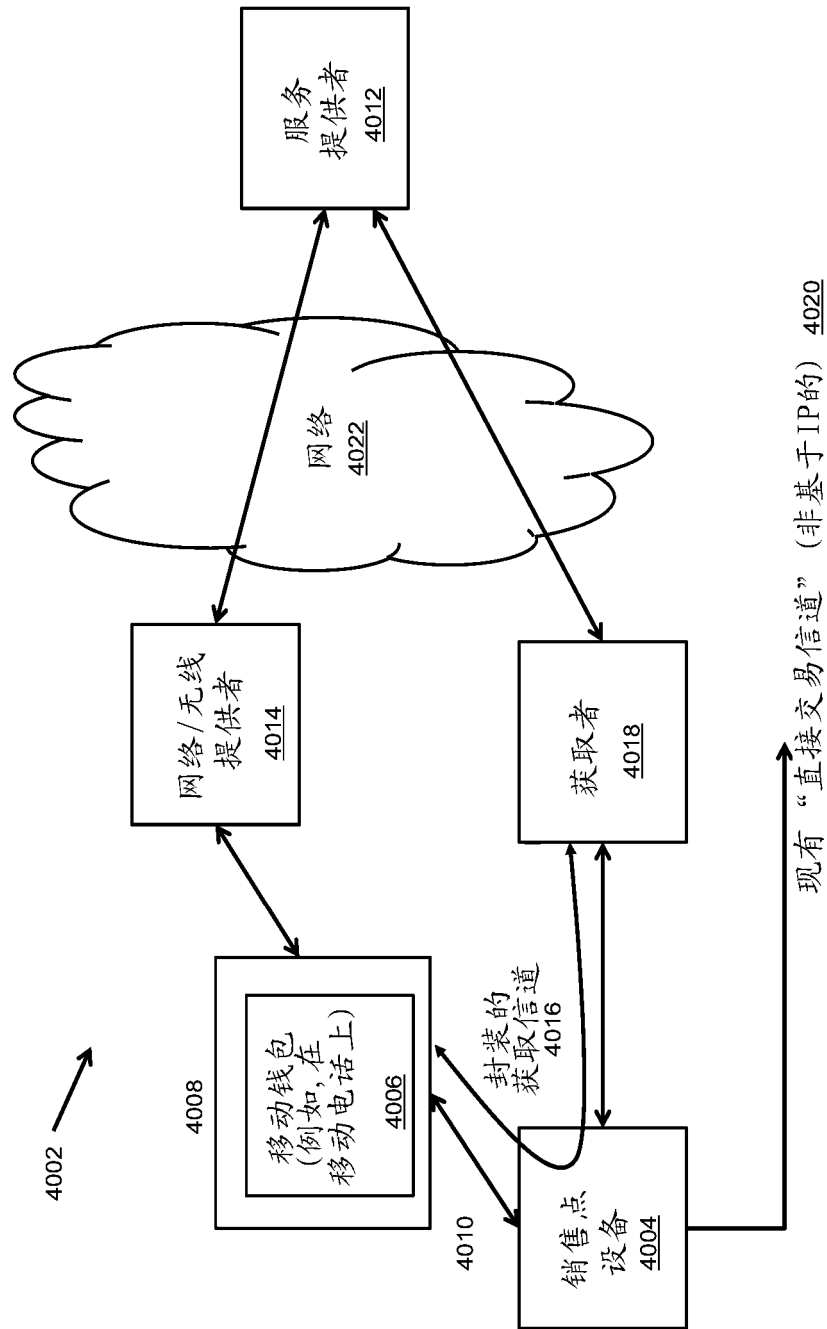 4002
4008
移动钱包
(例如,在
移动电话上)
4006
4010
销售点
设备
4004
封装的
获取信道
4016
网络/无线
提供者
4014
获取者
4018
网络
4022
服务
提供者
4012
现有“直接交易信道”(非基于IP的) 4020